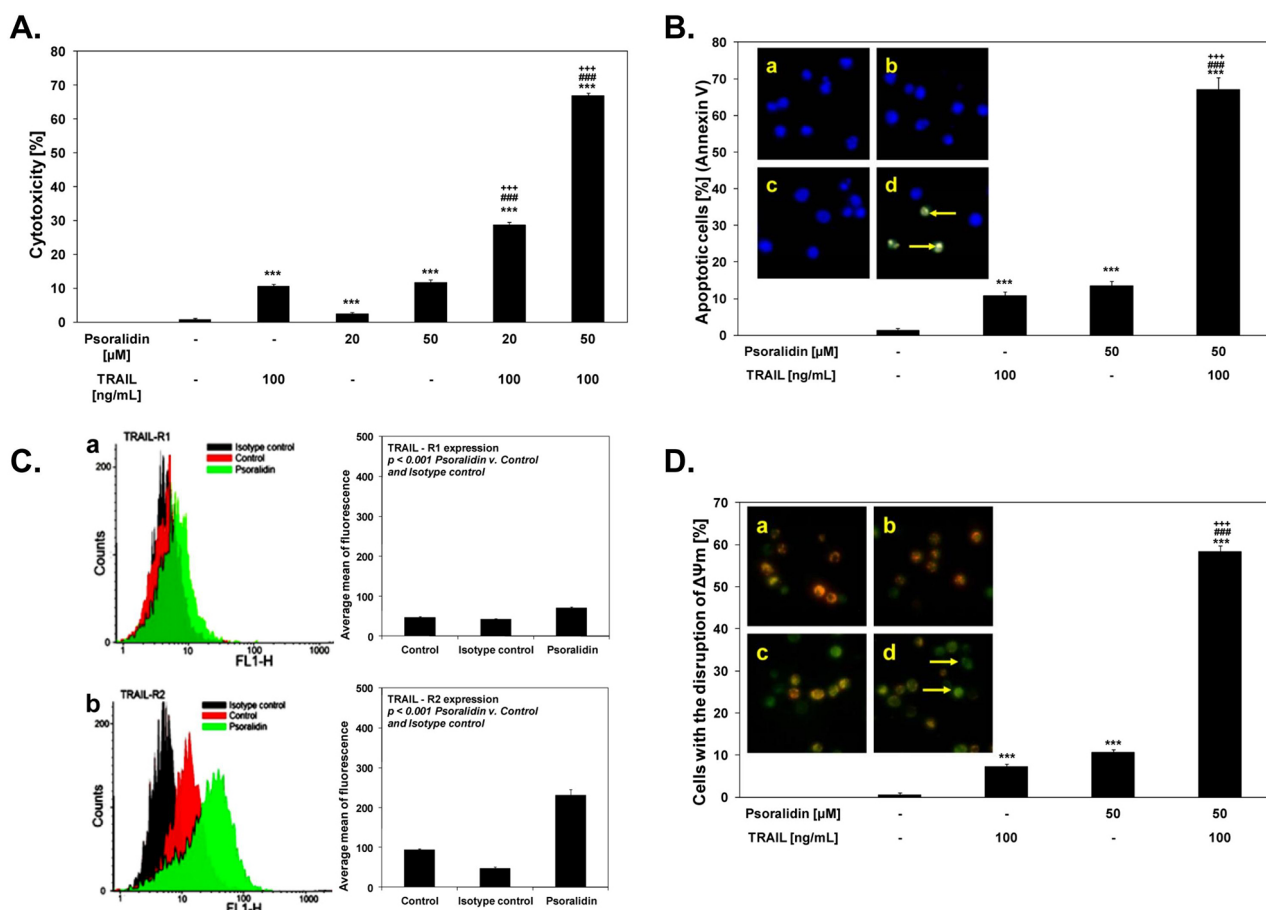 A.
80
70
60
50
40
30
20
10
0
Cytotoxicity [%]
***
***
***
+++
###
***
+++
###
***
Psoralidin [µM]
- - 20 50 20 50
TRAIL [ng/mL]
- 100 - - 100 100
B.
80
70
60
50
40
30
20
10
0
Apoptotic cells [%] (Annexin V)
a
b
c
d
***
***
+++
###
***
Psoralidin [µM] - - 50 50
TRAIL [ng/mL] - 100 - 100
C.
a
TRAIL-R1
Isotype control
Control
Psoralidin
200
0
Counts
1 10 100 1000
FL1-H
500
400
300
200
100
0
Average mean of fluorescence
TRAIL - R1 expression
p < 0.001 Psoralidin v. Control
and Isotype control
Control Isotype control Psoralidin
b
TRAIL-R2
Isotype control
Control
Psoralidin
200
0
Counts
1 10 100 1000
FL1-H
500
400
300
200
100
0
Average mean of fluorescence
TRAIL - R2 expression
p < 0.001 Psoralidin v. Control
and Isotype control
Control Isotype control Psoralidin
D.
70
60
50
40
30
20
10
0
Cells with the disruption of ΔΨm [%]
a
b
c
d
***
***
+++
###
***
Psoralidin [µM] - - 50 50
TRAIL [ng/mL] - 100 - 100